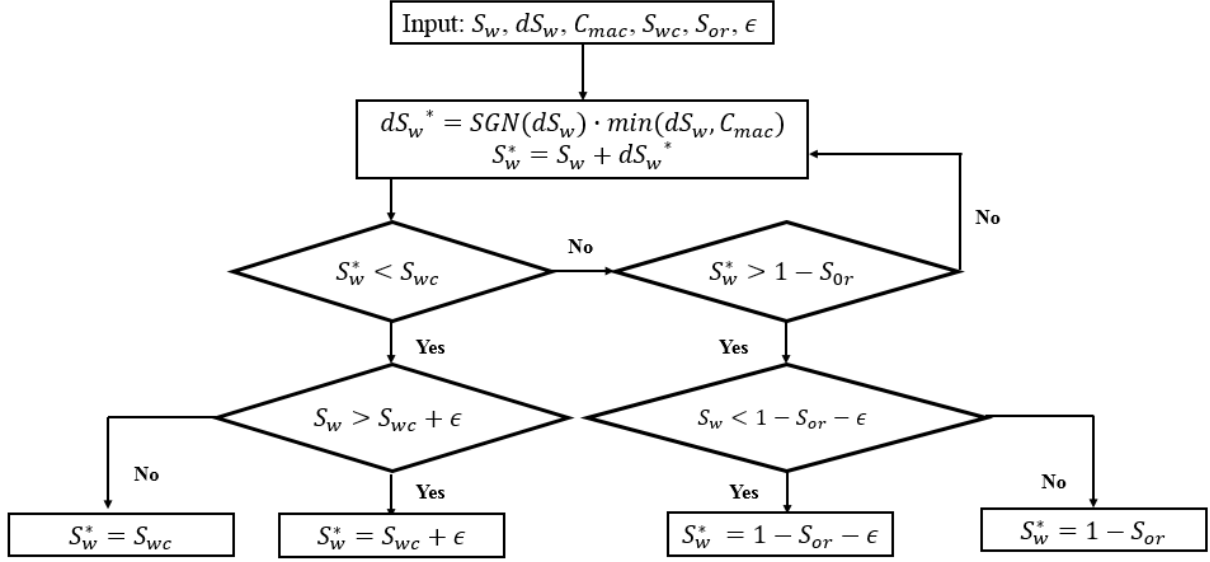 Input: S_w, dS_w, C_mac, S_wc, S_or, ϵ
dS_w^* = SGN(dS_w) · min(dS_w, C_mac)
S_w^* = S_w + dS_w^*
No
S_w^* < S_wc
No
S_w^* > 1 − S_0r
Yes
Yes
S_w > S_wc + ϵ
S_w < 1 − S_or − ϵ
No
Yes
Yes
No
S_w^* = S_wc
S_w^* = S_wc + ϵ
S_w^* = 1 − S_or − ϵ
S_w^* = 1 − S_or